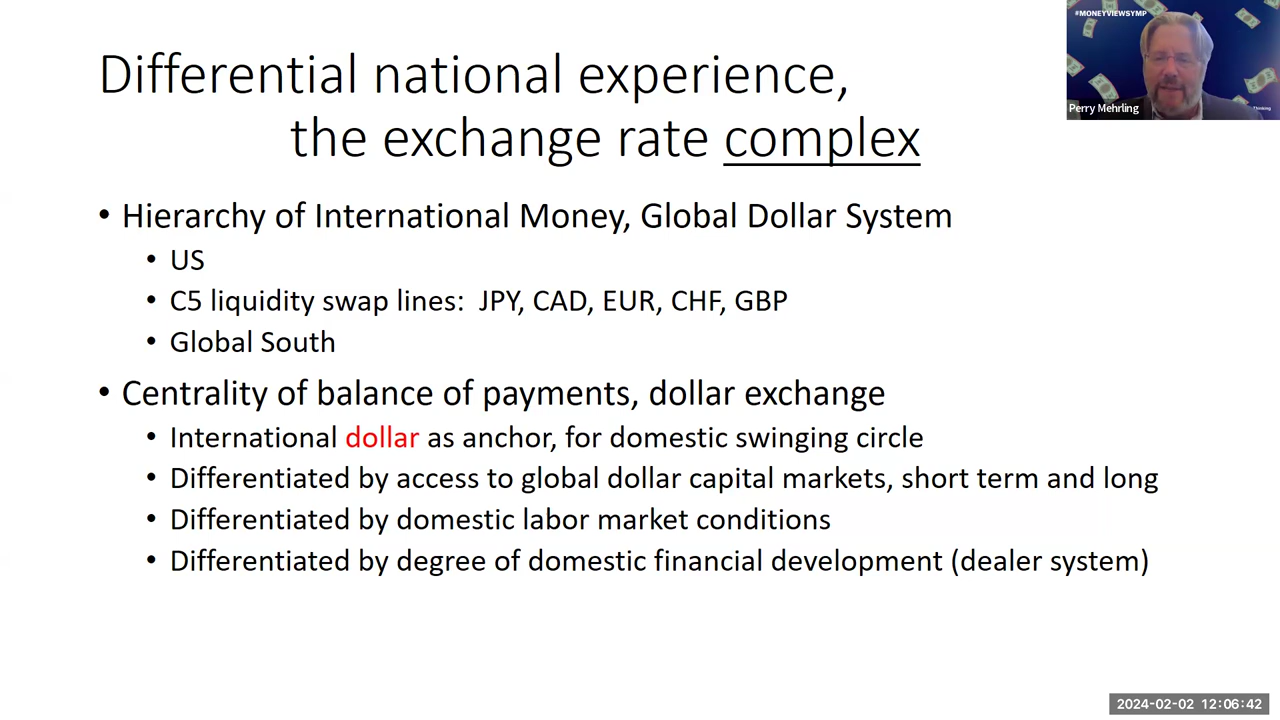 Differential national experience,
the exchange rate complex
• Hierarchy of International Money, Global Dollar System
• US
• C5 liquidity swap lines:  JPY, CAD, EUR, CHF, GBP
• Global South
• Centrality of balance of payments, dollar exchange
• International dollar as anchor, for domestic swinging circle
• Differentiated by access to global dollar capital markets, short term and long
• Differentiated by domestic labor market conditions
• Differentiated by degree of domestic financial development (dealer system)
#MONEYVIEWSYMP
Perry Mehrling
2024-02-02 12:06:42